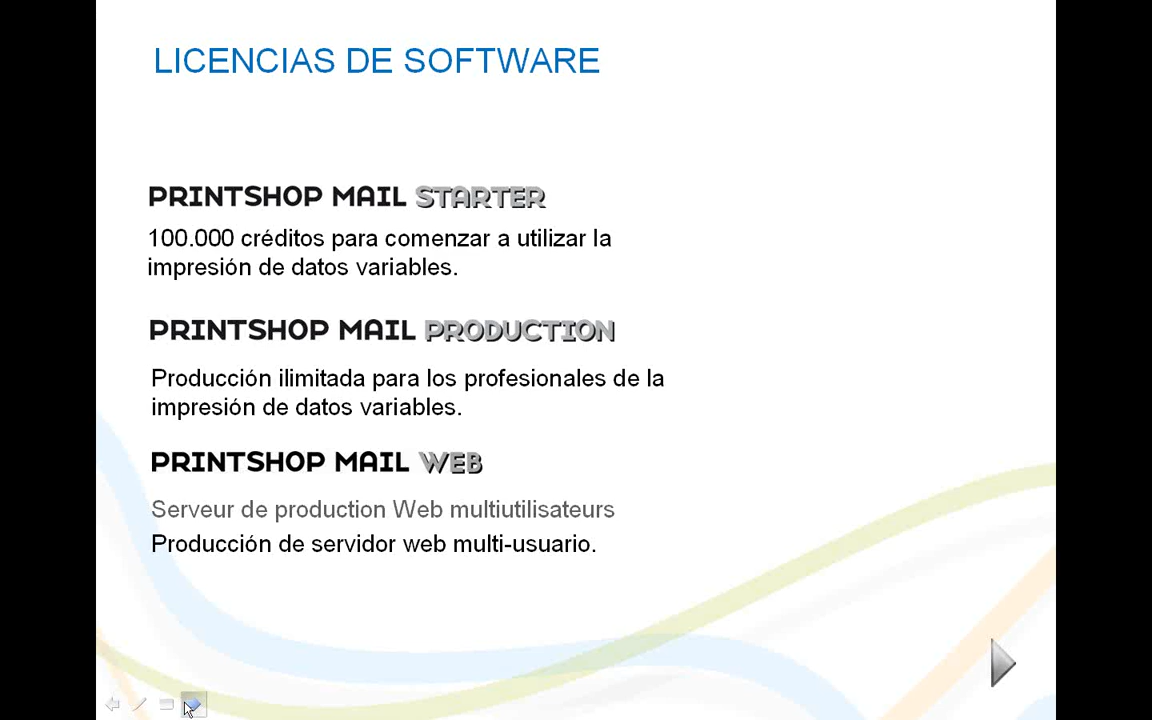 LICENCIAS DE SOFTWARE
PRINTSHOP MAIL STARTER
100.000 créditos para comenzar a utilizar la
impresión de datos variables.
PRINTSHOP MAIL PRODUCTION
Producción ilimitada para los profesionales de la
impresión de datos variables.
PRINTSHOP MAIL WEB
Serveur de production Web multiutilisateurs
Producción de servidor web multi-usuario.